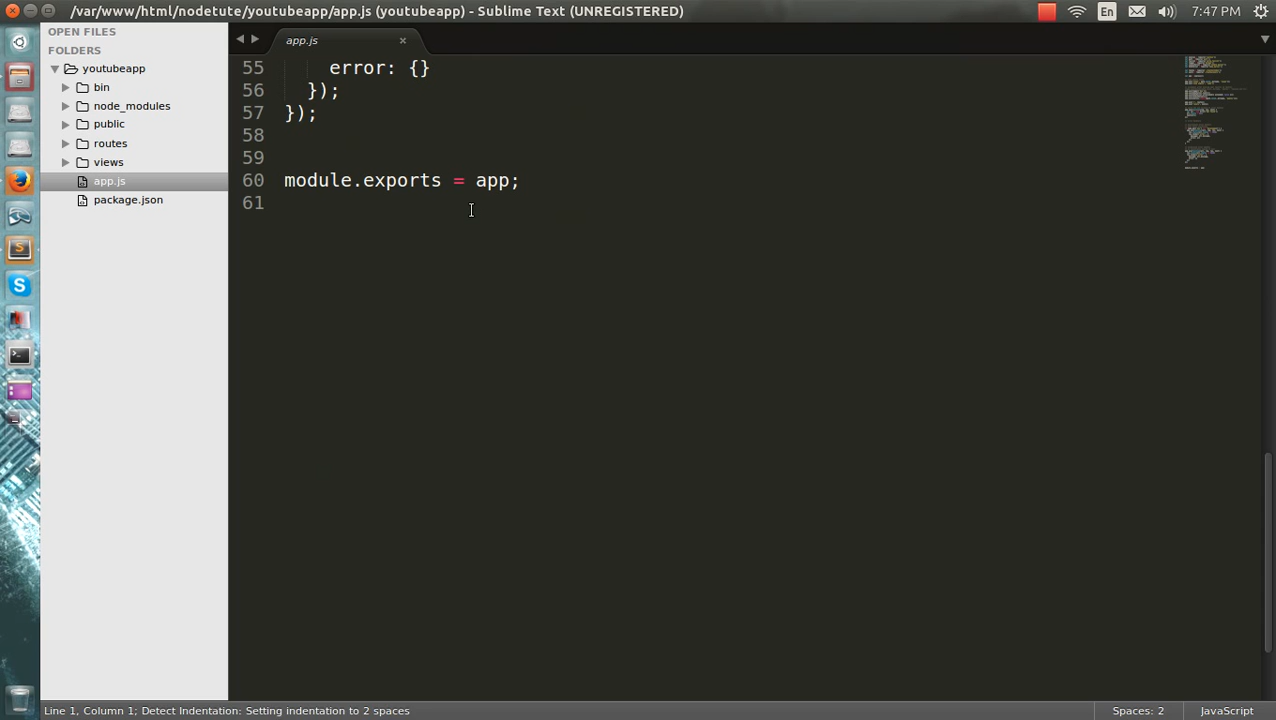 /var/www/html/nodetute/youtubeapp/app.js (youtubeapp) - Sublime Text (UNREGISTERED)
En
7:47 PM
OPEN FILES
FOLDERS
youtubeapp
bin
node_modules
public
routes
views
app.js
package.json
app.js
55 error: {}
56 });
57 });
58
59
60 module.exports = app;
61
Line 1, Column 1; Detect Indentation: Setting indentation to 2 spaces
Spaces: 2
JavaScript